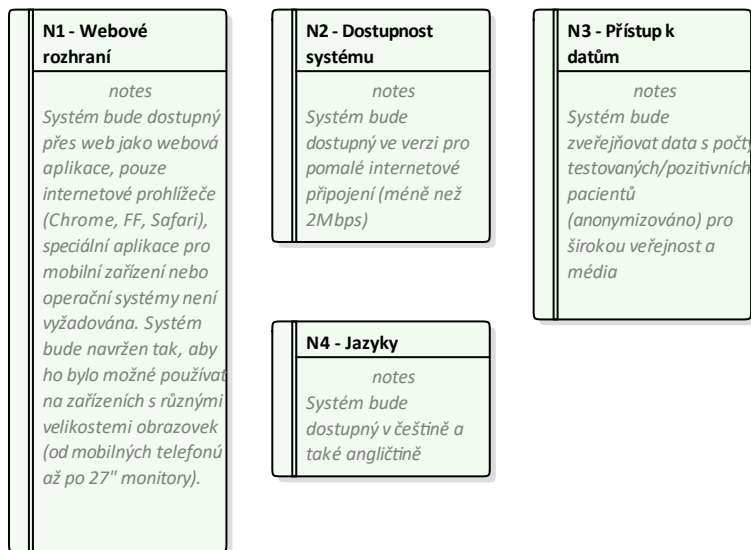 N1 - Webové
rozhraní
notes
Systém bude dostupný
přes web jako webová
aplikace, pouze
internetové prohlížeče
(Chrome, FF, Safari),
speciální aplikace pro
mobilní zařízení nebo
operační systémy není
vyžadována. Systém
bude navržen tak, aby
ho bylo možné používat
na zařízeních s různými
velikostemi obrazovek
(od mobilných telefonů
až po 27" monitory).
N2 - Dostupnost
systému
notes
Systém bude
dostupný ve verzi pro
pomalé internetové
připojení (méně než
2Mbps)
N3 - Přístup k
datům
notes
Systém bude
zveřejňovat data s počty
testovaných/pozitivních
pacientů
(anonymizováno) pro
širokou veřejnost a
média
N4 - Jazyky
notes
Systém bude
dostupný v češtině a
také angličtině